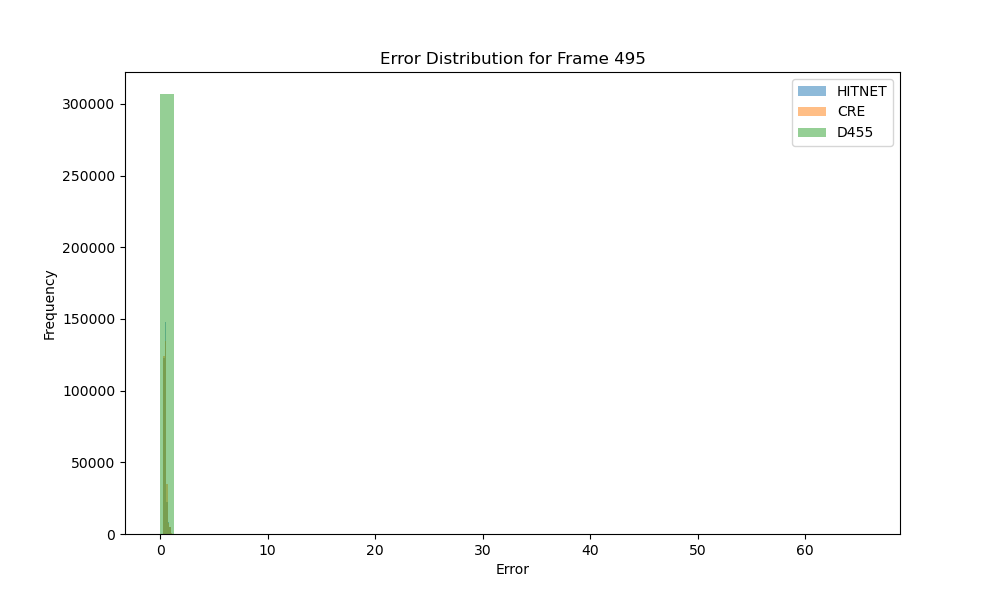 Error Distribution for Frame 495
HITNET
CRE
D455
Frequency
300000
250000
200000
150000
100000
50000
0
0 10 20 30 40 50 60
Error